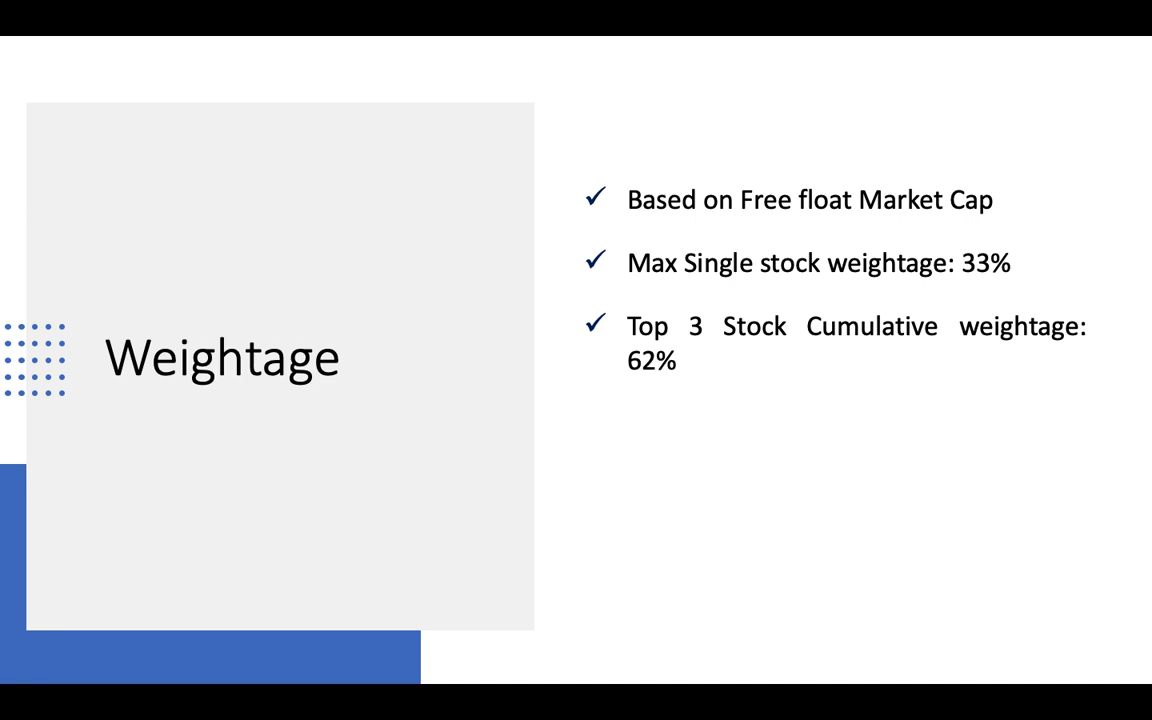 Weightage
Based on Free float Market Cap
Max Single stock weightage: 33%
Top 3 Stock Cumulative weightage:
62%